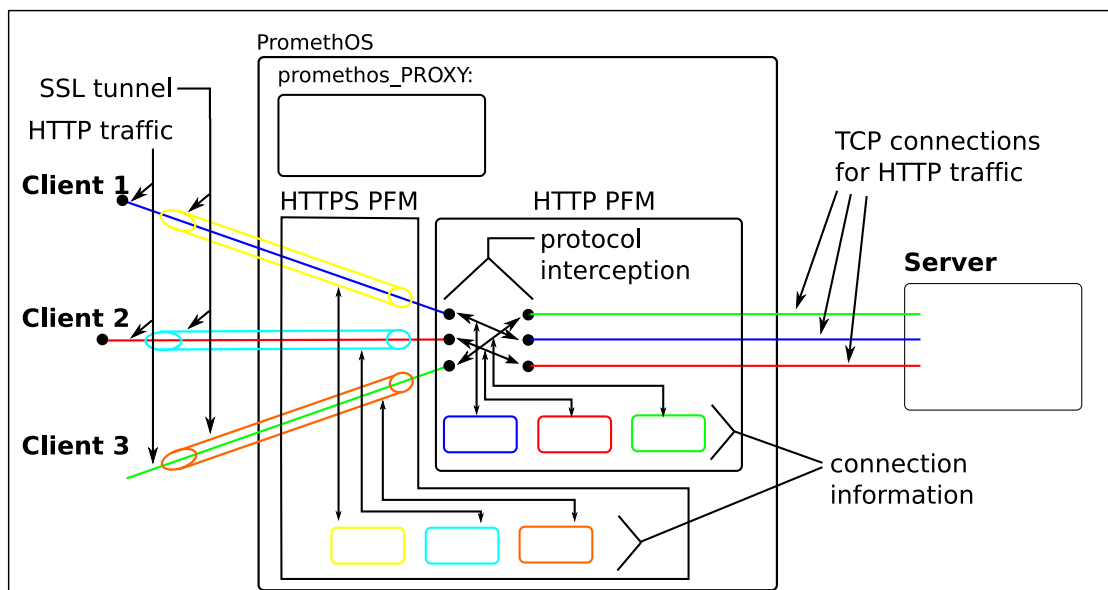 PromethOS
promethos_PROXY:
SSL tunnel
HTTP traffic
Client 1
HTTPS PFM
HTTP PFM
protocol
interception
TCP connections
for HTTP traffic
Server
Client 2
Client 3
connection
information